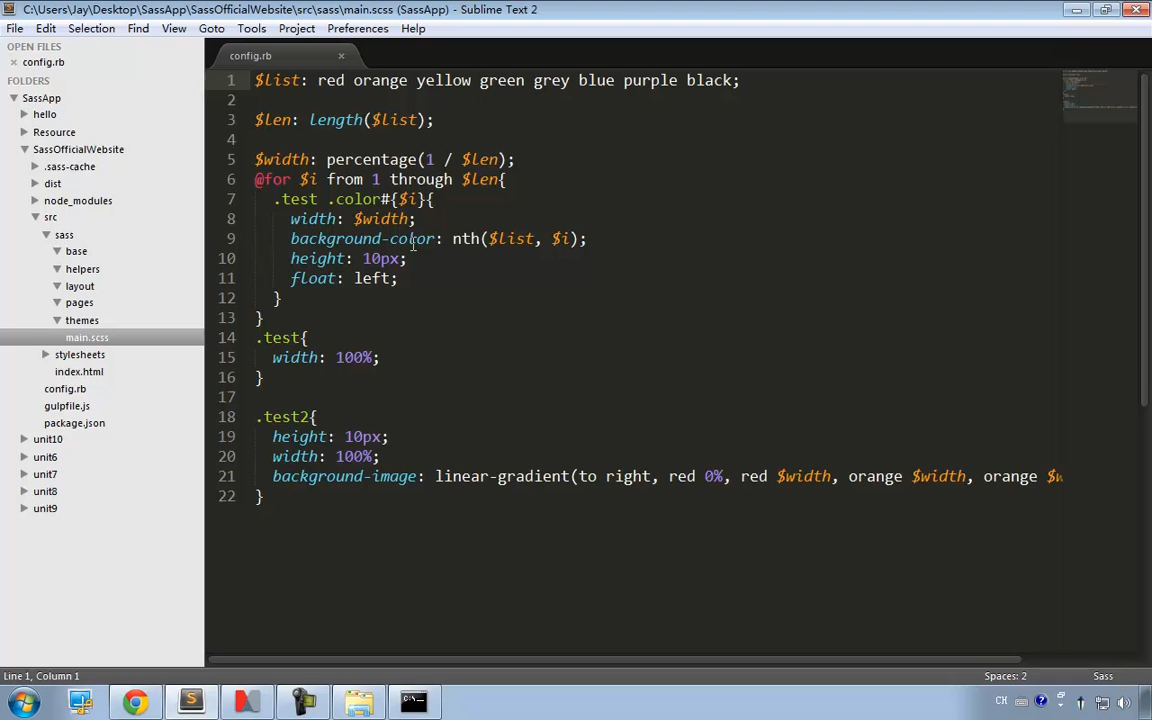 C:\Users\Jay\Desktop\SassApp\SassOfficialWebsite\src\sass\main.scss (SassApp) - Sublime Text 2
File Edit Selection Find View Goto Tools Project Preferences Help
OPEN FILES
config.rb
FOLDERS
SassApp
hello
Resource
SassOfficialWebsite
.sass-cache
dist
node_modules
src
sass
base
helpers
layout
pages
themes
main.scss
stylesheets
index.html
config.rb
gulpfile.js
package.json
unit10
unit6
unit7
unit8
unit9
config.rb
1 $list: red orange yellow green grey blue purple black;
2
3 $len: length($list);
4
5 $width: percentage(1 / $len);
6 @for $i from 1 through $len{
7 .test .color#{$i}{
8 width: $width;
9 background-color: nth($list, $i);
10 height: 10px;
11 float: left;
12 }
13 }
14 .test{
15 width: 100%;
16 }
17
18 .test2{
19 height: 10px;
20 width: 100%;
21 background-image: linear-gradient(to right, red 0%, red $width, orange $width, orange $w
22 }
Line 1, Column 1
Spaces: 2 Sass
CH